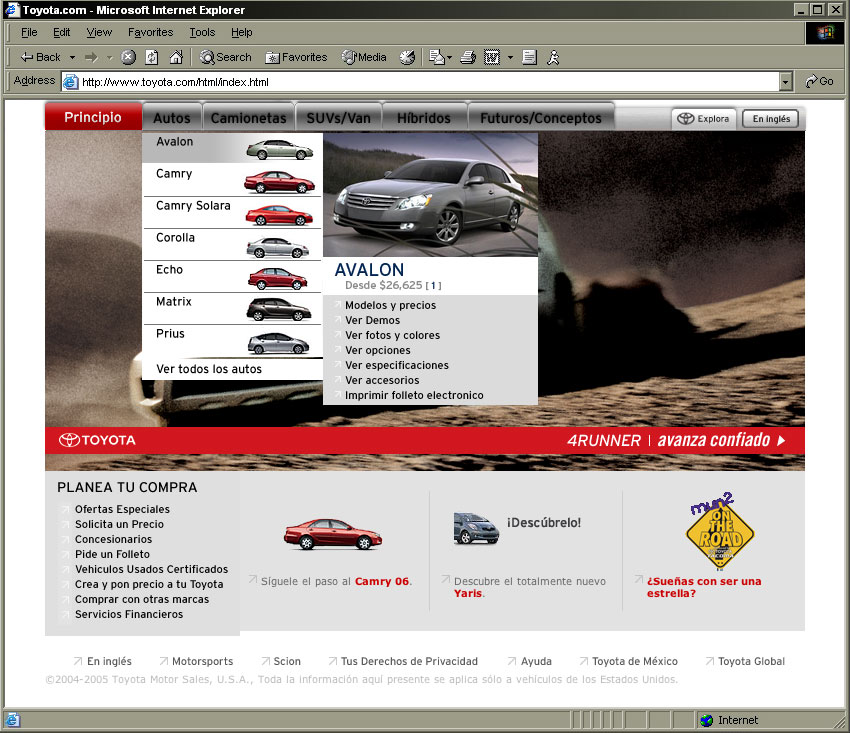 Toyota.com - Microsoft Internet Explorer
File Edit View Favorites Tools Help
Back Search Favorites Media
Address http://www.toyota.com/html/index.html Go
Principio Autos Camionetas SUVs/Van Híbridos Futuros/Conceptos Explora En inglés
Avalon
Camry
Camry Solara
Corolla
Echo
Matrix
Prius
Ver todos los autos
AVALON
Desde $26,625 [ 1 ]
Modelos y precios
Ver Demos
Ver fotos y colores
Ver opciones
Ver especificaciones
Ver accesorios
Imprimir folleto electronico
TOYOTA 4RUNNER | avanza confiado
PLANEA TU COMPRA
Ofertas Especiales
Solicita un Precio
Concesionarios
Pide un Folleto
Vehiculos Usados Certificados
Crea y pon precio a tu Toyota
Comprar con otras marcas
Servicios Financieros
Síguele el paso al Camry 06.
¡Descúbrelo!
Descubre el totalmente nuevo
Yaris.
mun2
ON
THE
ROAD
¿Sueñas con ser una
estrella?
En inglés Motorsports Scion Tus Derechos de Privacidad Ayuda Toyota de México Toyota Global
©2004-2005 Toyota Motor Sales, U.S.A., Toda la información aquí presente se aplica sólo a vehículos de los Estados Unidos.
Internet